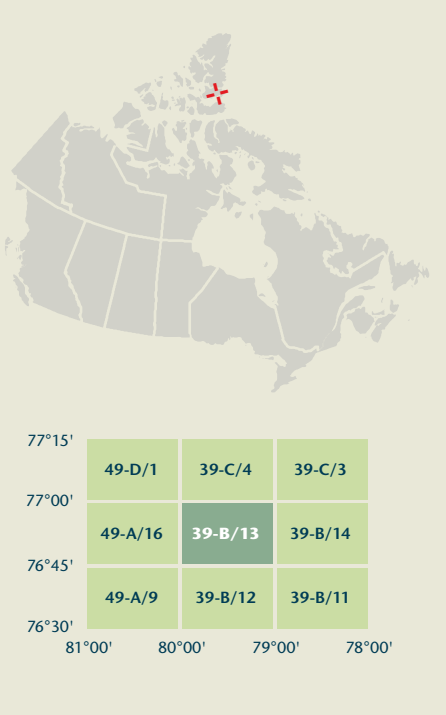 77°15'
49-D/1 39-C/4 39-C/3
77°00'
49-A/16 39-B/13 39-B/14
76°45'
49-A/9 39-B/12 39-B/11
76°30'
81°00' 80°00' 79°00' 78°00'